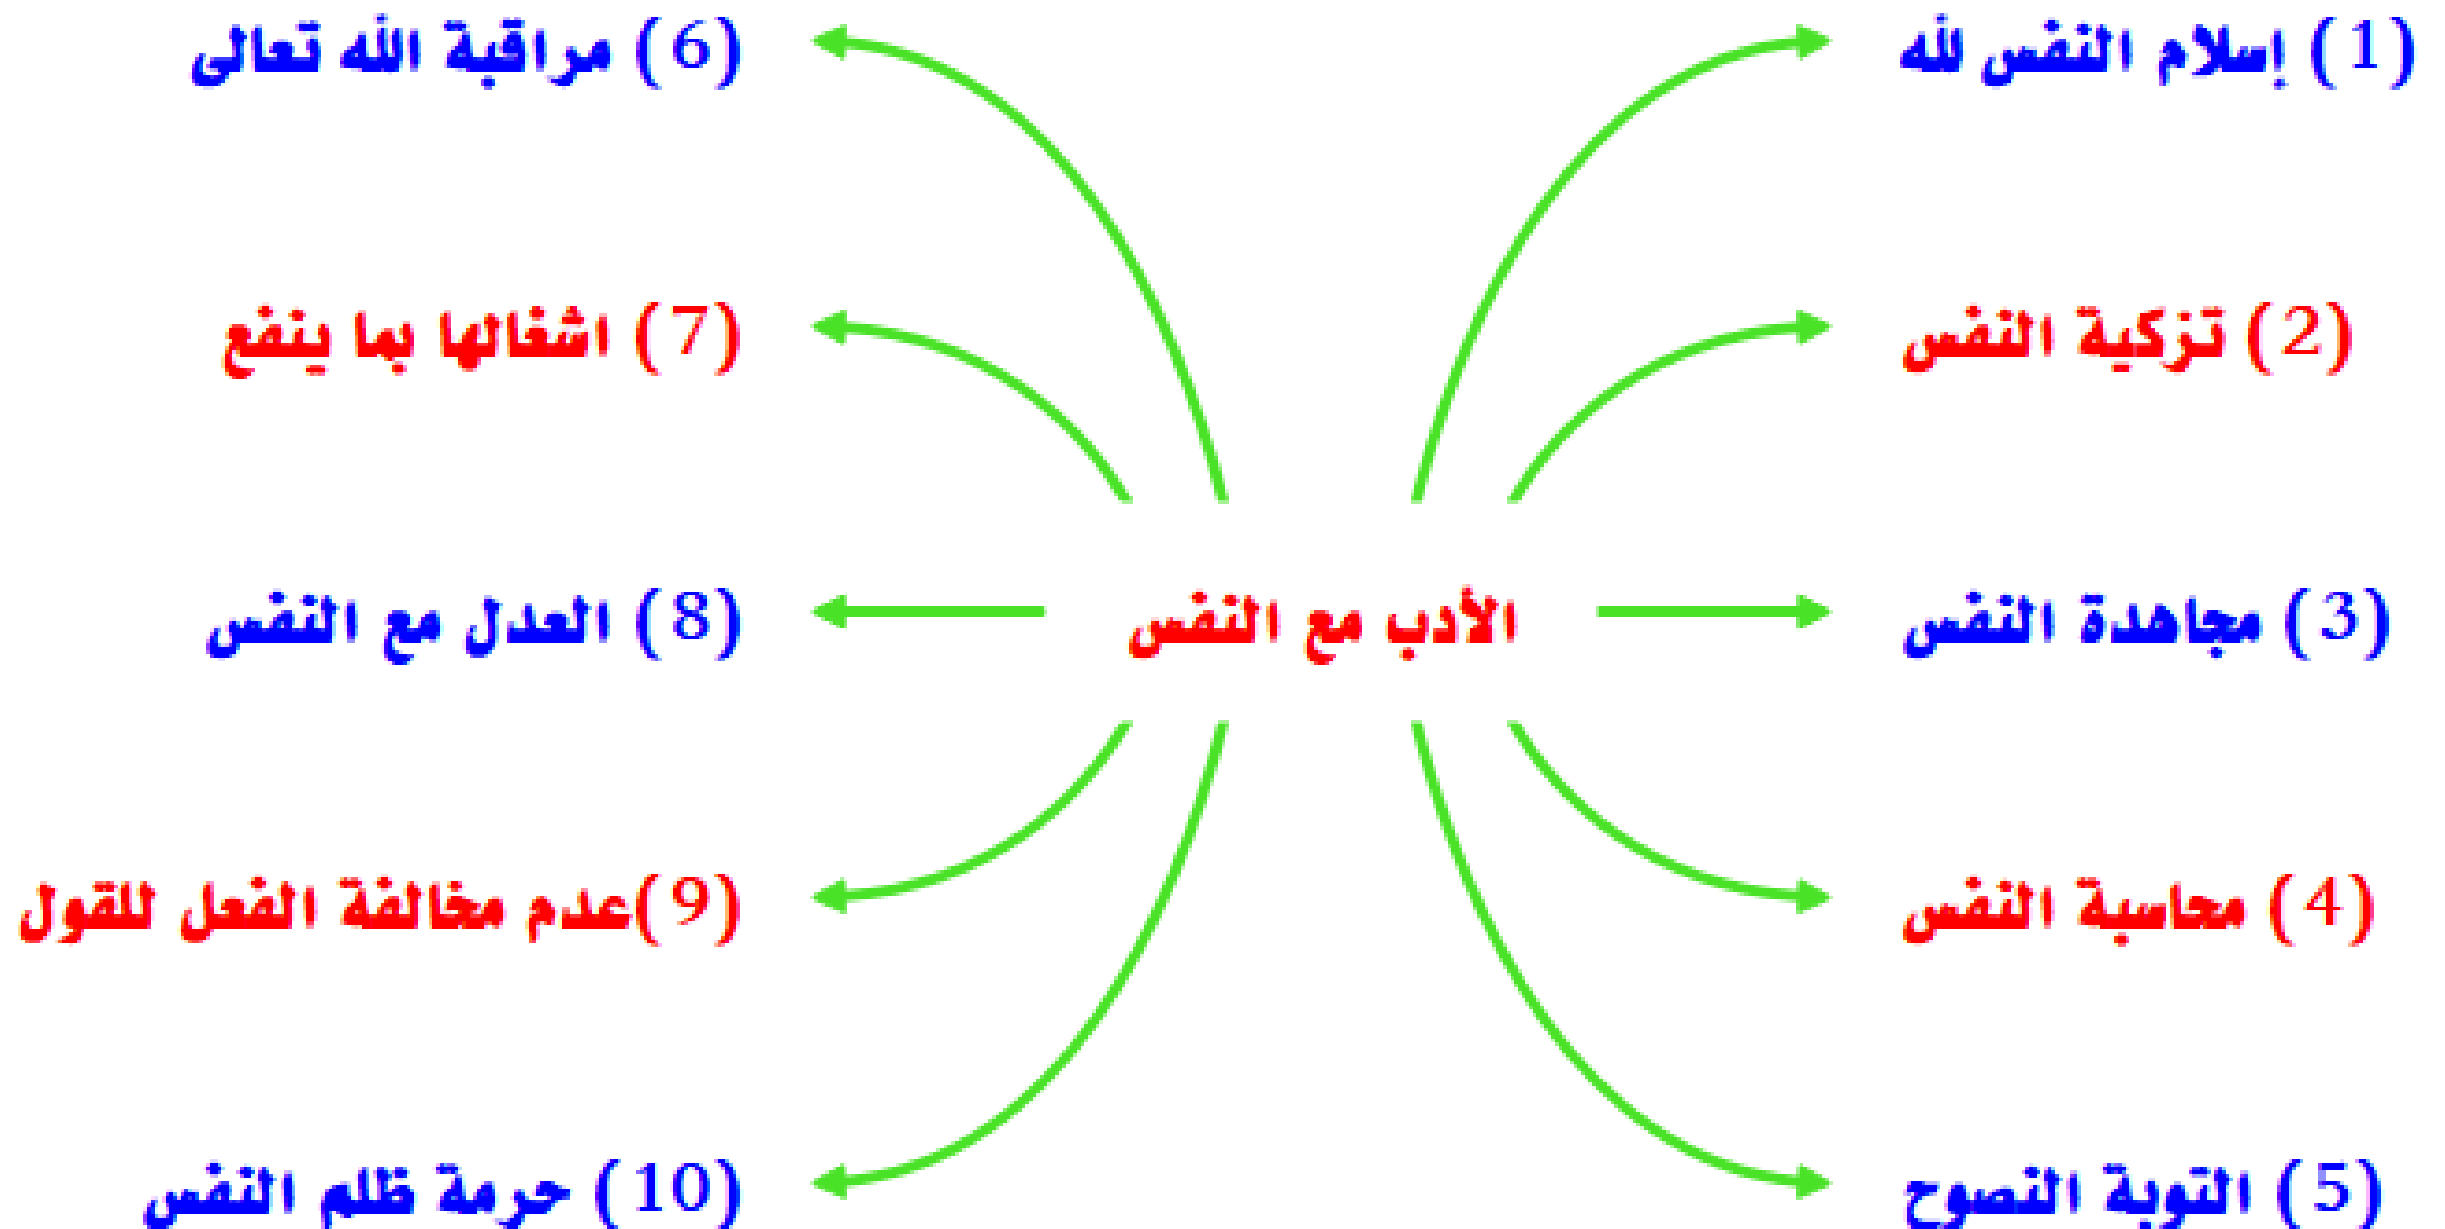 (1) إسلام النفس لله
(2) تزكية النفس
(3) مجاهدة النفس
(4) محاسبة النفس
(5) التوبة النصوح
الأدب مع النفس
(6) مراقبة الله تعالى
(7) اشغالها بما ينفع
(8) العدل مع النفس
(9)عدم مخالفة الفعل للقول
(10) حرمة ظلم النفس